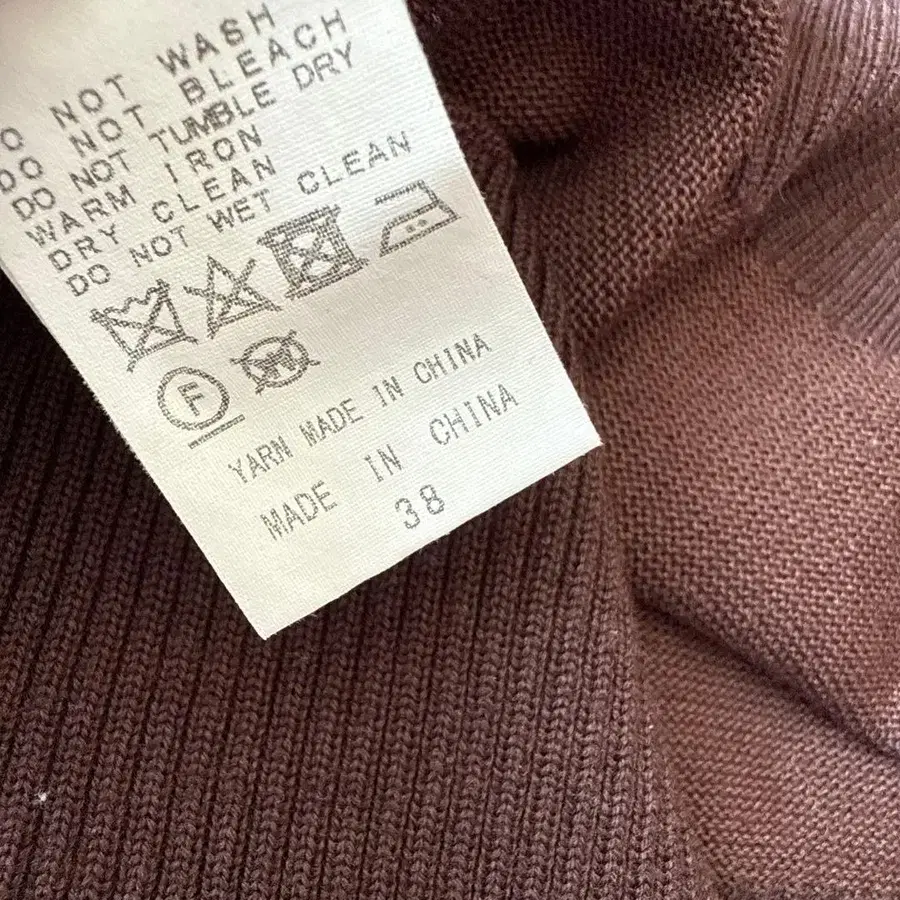 DO NOT WASH
DO NOT BLEACH
DO NOT TUMBLE DRY
WARM IRON
DRY CLEAN
DO NOT WET CLEAN
F
W
YARN MADE IN CHINA
MADE IN CHINA
38